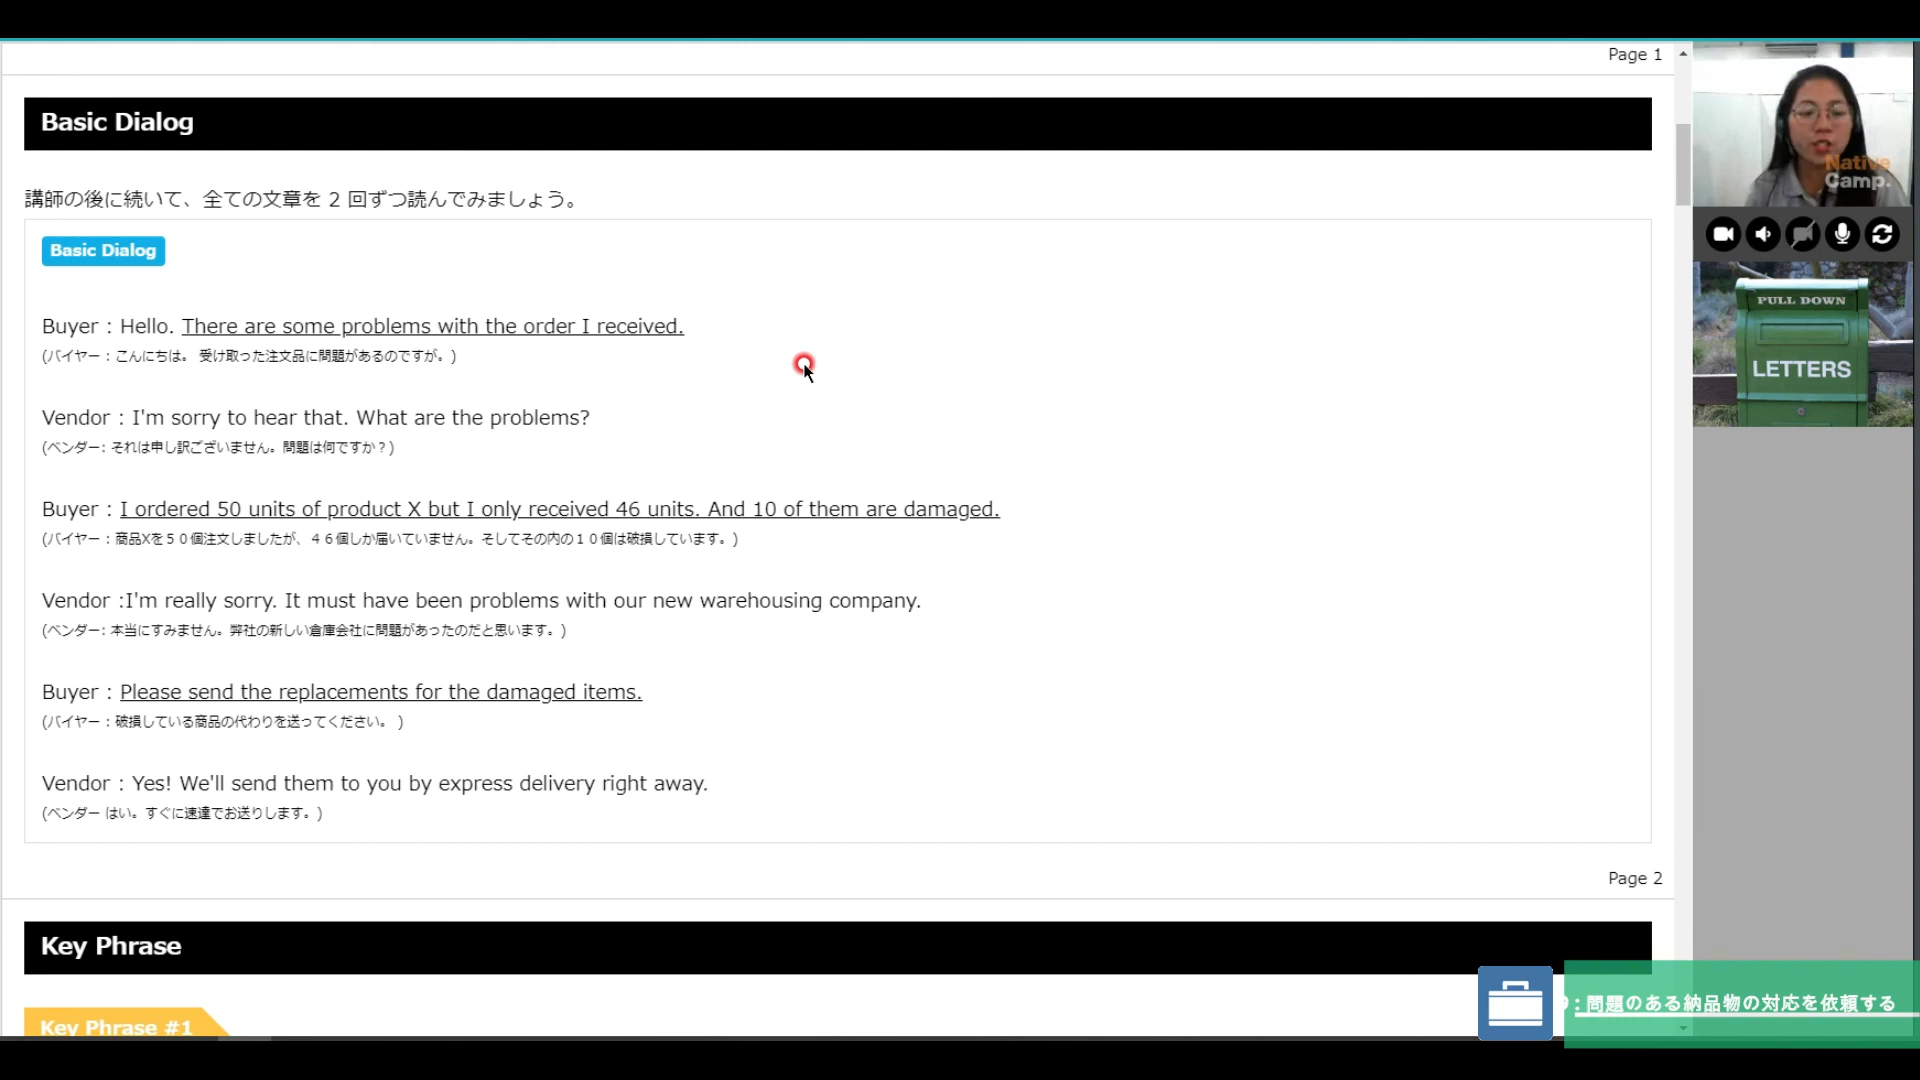 Page 1
Basic Dialog
講師の後に続いて、全ての文章を 2 回ずつ読んでみましょう。
Basic Dialog
Buyer : Hello. There are some problems with the order I received.
(バイヤー : こんにちは。 受け取った注文品に問題があるのですが。)
Vendor : I'm sorry to hear that. What are the problems?
(ベンダー: それは申し訳ございません。問題は何ですか？)
Buyer : I ordered 50 units of product X but I only received 46 units. And 10 of them are damaged.
(バイヤー : 商品Xを５０個注文しましたが、４６個しか届いていません。そしてその内の１０個は破損しています。)
Vendor :I'm really sorry. It must have been problems with our new warehousing company.
(ベンダー: 本当にすみません。弊社の新しい倉庫会社に問題があったのだと思います。)
Buyer : Please send the replacements for the damaged items.
(バイヤー : 破損している商品の代わりを送ってください。 )
Vendor : Yes! We'll send them to you by express delivery right away.
(ベンダー はい。すぐに速達でお送りします。)
Page 2
Key Phrase
Key Phrase #1
Native
Camp.
PULL DOWN
LETTERS
: 問題のある納品物の対応を依頼する